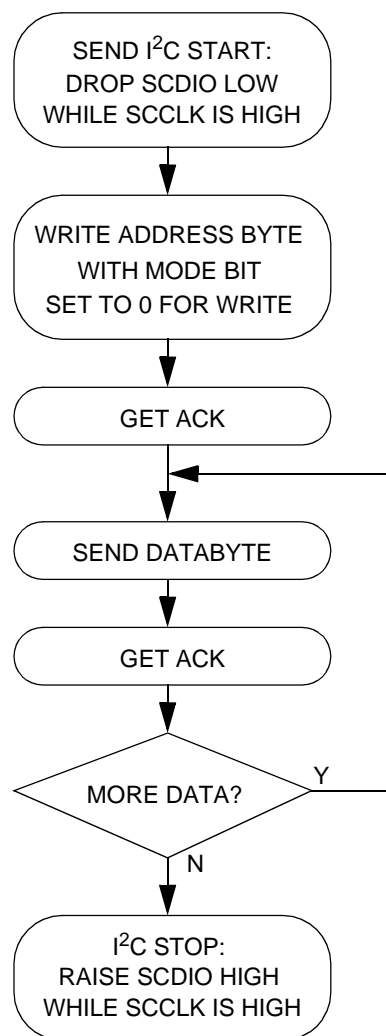 SEND I²C START:
DROP SCDIO LOW
WHILE SCCLK IS HIGH
WRITE ADDRESS BYTE
WITH MODE BIT
SET TO 0 FOR WRITE
GET ACK
SEND DATABYTE
GET ACK
MORE DATA?
Y
N
I²C STOP:
RAISE SCDIO HIGH
WHILE SCCLK IS HIGH